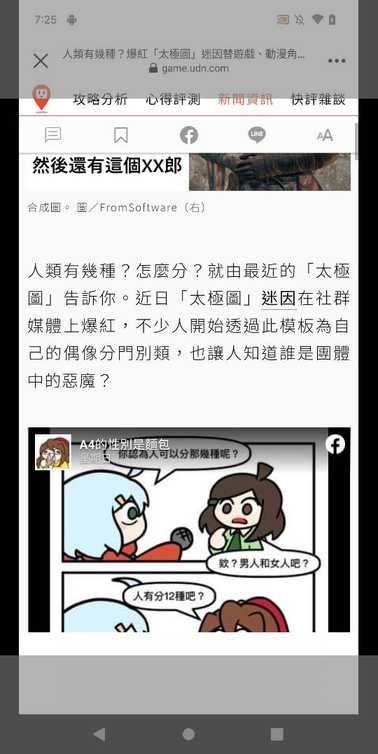 7:25
人類有幾種？爆紅「太極圖」迷因替遊戲、動漫角...
game.udn.com
攻略分析 心得評測 新聞資訊 快評雜談
LINE
AA
然後還有這個XX郎
合成圖。 圖／FromSoftware（右）
人類有幾種？怎麼分？就由最近的「太極
圖」告訴你。近日「太極圖」迷因在社群
媒體上爆紅，不少人開始透過此模板為自
己的偶像分門別類，也讓人知道誰是團體
中的惡魔？
A4的性別是麵包
星期日
你認為人可以分那幾種呢？
欸？男人和女人吧？
人有分12種吧？